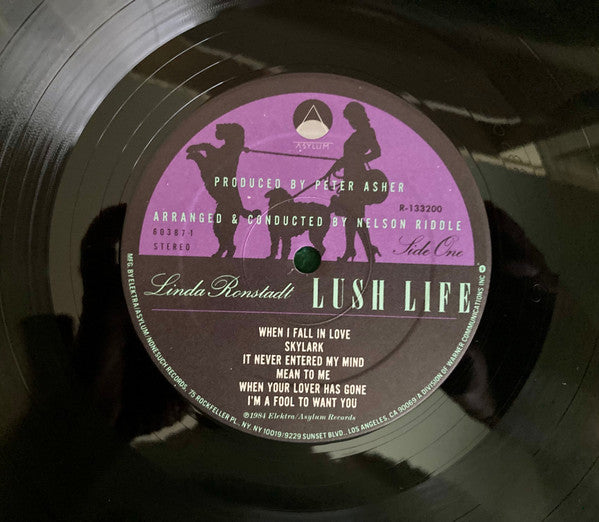 ASYLUM
PRODUCED BY PETER ASHER
R-133200
ARRANGED & CONDUCTED BY NELSON RIDDLE
60387-1
STEREO
Side One
Linda Ronstadt
LUSH LIFE
WHEN I FALL IN LOVE
SKYLARK
IT NEVER ENTERED MY MIND
MEAN TO ME
WHEN YOUR LOVER HAS GONE
I'M A FOOL TO WANT YOU
℗1984 Elektra/Asylum Records
MFG. BY ELEKTRA/ASYLUM/NONESUCH RECORDS, 75 ROCKFELLER PL. NY, NY 10019/9229 SUNSET BLVD., LOS ANGELES, CA 90069 A DIVISION OF WARNER COMMUNICATIONS INC